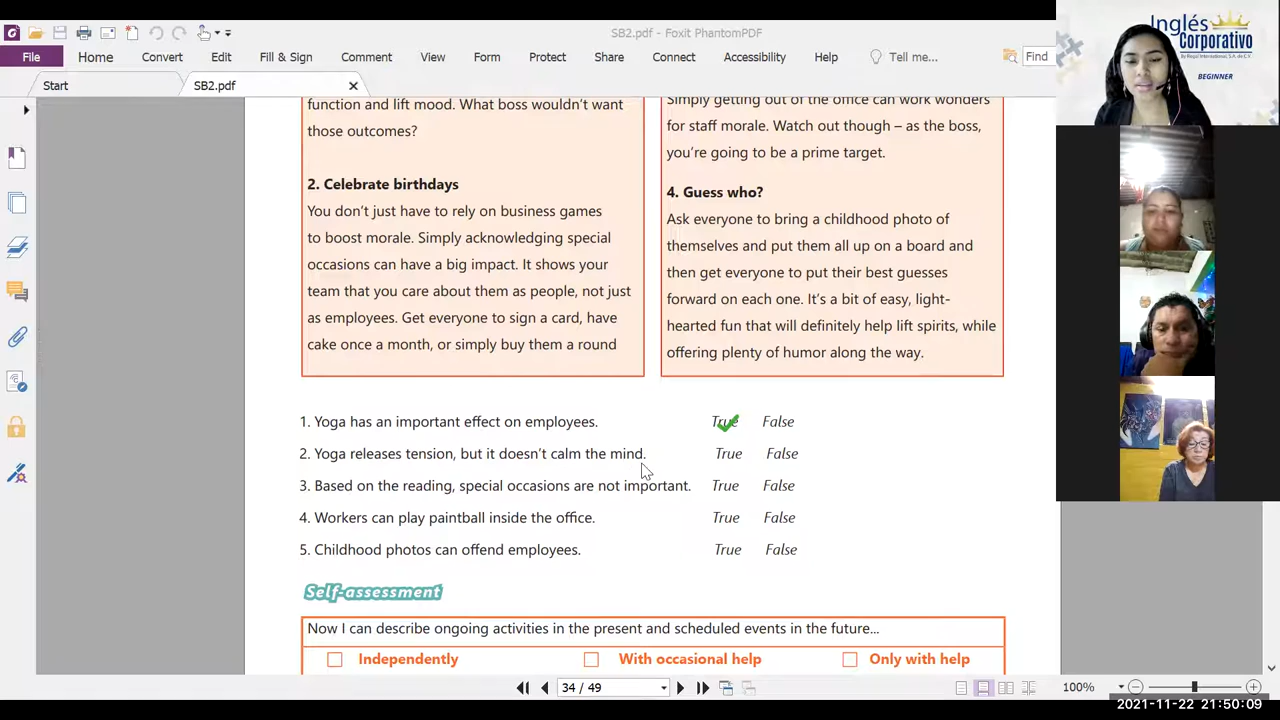 SB2.pdf - Foxit PhantomPDF
File Home Convert Edit Fill & Sign Comment View Form Protect Share Connect Accessibility Help Tell me... Find
Start SB2.pdf
function and lift mood. What boss wouldn't want
those outcomes?
2. Celebrate birthdays
You don't just have to rely on business games
to boost morale. Simply acknowledging special
occasions can have a big impact. It shows your
team that you care about them as people, not just
as employees. Get everyone to sign a card, have
cake once a month, or simply buy them a round
Simply getting out of the office can work wonders
for staff morale. Watch out though – as the boss,
you're going to be a prime target.
4. Guess who?
Ask everyone to bring a childhood photo of
themselves and put them all up on a board and
then get everyone to put their best guesses
forward on each one. It's a bit of easy, light-
hearted fun that will definitely help lift spirits, while
offering plenty of humor along the way.
1. Yoga has an important effect on employees. True False
2. Yoga releases tension, but it doesn't calm the mind. True False
3. Based on the reading, special occasions are not important. True False
4. Workers can play paintball inside the office. True False
5. Childhood photos can offend employees. True False
Self-assessment
Now I can describe ongoing activities in the present and scheduled events in the future...
Independently With occasional help Only with help
34 / 49
100%
Inglés
Corporativo
By Regal International, S.A. de C.V.
BEGINNER
2021-11-22 21:50:09